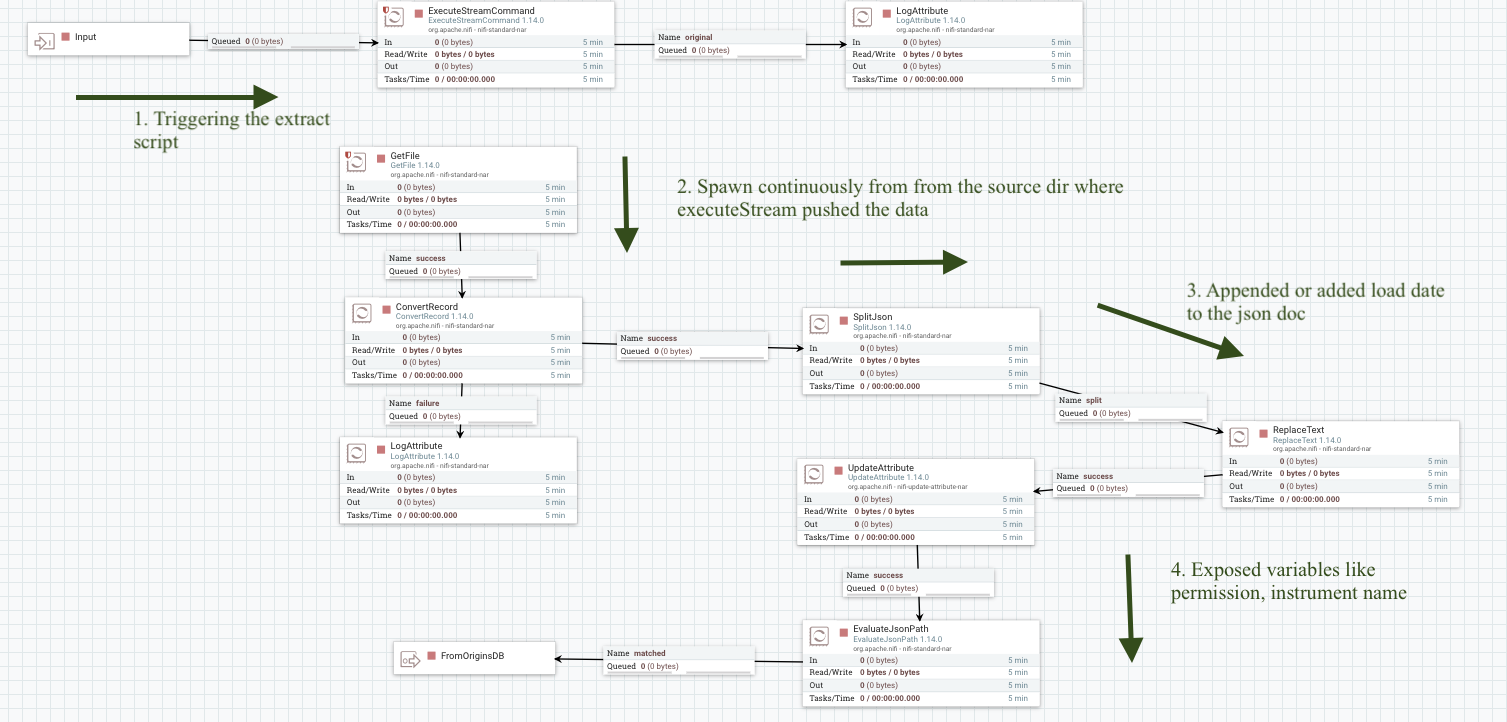 Input
Queued 0 (0 bytes)
ExecuteStreamCommand
ExecuteStreamCommand 1.14.0
org.apache.nifi - nifi-standard-nar
In 0 (0 bytes) 5 min
Read/Write 0 bytes / 0 bytes 5 min
Out 0 (0 bytes) 5 min
Tasks/Time 0 / 00:00:00.000 5 min
Name original
Queued 0 (0 bytes)
LogAttribute
LogAttribute 1.14.0
org.apache.nifi - nifi-standard-nar
In 0 (0 bytes) 5 min
Read/Write 0 bytes / 0 bytes 5 min
Out 0 (0 bytes) 5 min
Tasks/Time 0 / 00:00:00.000 5 min
1. Triggering the extract
script
GetFile
GetFile 1.14.0
org.apache.nifi - nifi-standard-nar
In 0 (0 bytes) 5 min
Read/Write 0 bytes / 0 bytes 5 min
Out 0 (0 bytes) 5 min
Tasks/Time 0 / 00:00:00.000 5 min
2. Spawn continuously from from the source dir where
executeStream pushed the data
Name success
Queued 0 (0 bytes)
ConvertRecord
ConvertRecord 1.14.0
org.apache.nifi - nifi-standard-nar
In 0 (0 bytes) 5 min
Read/Write 0 bytes / 0 bytes 5 min
Out 0 (0 bytes) 5 min
Tasks/Time 0 / 00:00:00.000 5 min
Name success
Queued 0 (0 bytes)
SplitJson
SplitJson 1.14.0
org.apache.nifi - nifi-standard-nar
In 0 (0 bytes) 5 min
Read/Write 0 bytes / 0 bytes 5 min
Out 0 (0 bytes) 5 min
Tasks/Time 0 / 00:00:00.000 5 min
3. Appended or added load date
to the json doc
Name failure
Queued 0 (0 bytes)
LogAttribute
LogAttribute 1.14.0
org.apache.nifi - nifi-standard-nar
In 0 (0 bytes) 5 min
Read/Write 0 bytes / 0 bytes 5 min
Out 0 (0 bytes) 5 min
Tasks/Time 0 / 00:00:00.000 5 min
Name split
Queued 0 (0 bytes)
ReplaceText
ReplaceText 1.14.0
org.apache.nifi - nifi-standard-nar
In 0 (0 bytes) 5 min
Read/Write 0 bytes / 0 bytes 5 min
Out 0 (0 bytes) 5 min
Tasks/Time 0 / 00:00:00.000 5 min
Name success
Queued 0 (0 bytes)
UpdateAttribute
UpdateAttribute 1.14.0
org.apache.nifi - nifi-update-attribute-nar
In 0 (0 bytes) 5 min
Read/Write 0 bytes / 0 bytes 5 min
Out 0 (0 bytes) 5 min
Tasks/Time 0 / 00:00:00.000 5 min
4. Exposed variables like
permission, instrument name
Name success
Queued 0 (0 bytes)
EvaluateJsonPath
EvaluateJsonPath 1.14.0
org.apache.nifi - nifi-standard-nar
In 0 (0 bytes) 5 min
Read/Write 0 bytes / 0 bytes 5 min
Out 0 (0 bytes) 5 min
Tasks/Time 0 / 00:00:00.000 5 min
Name matched
Queued 0 (0 bytes)
FromOriginsDB